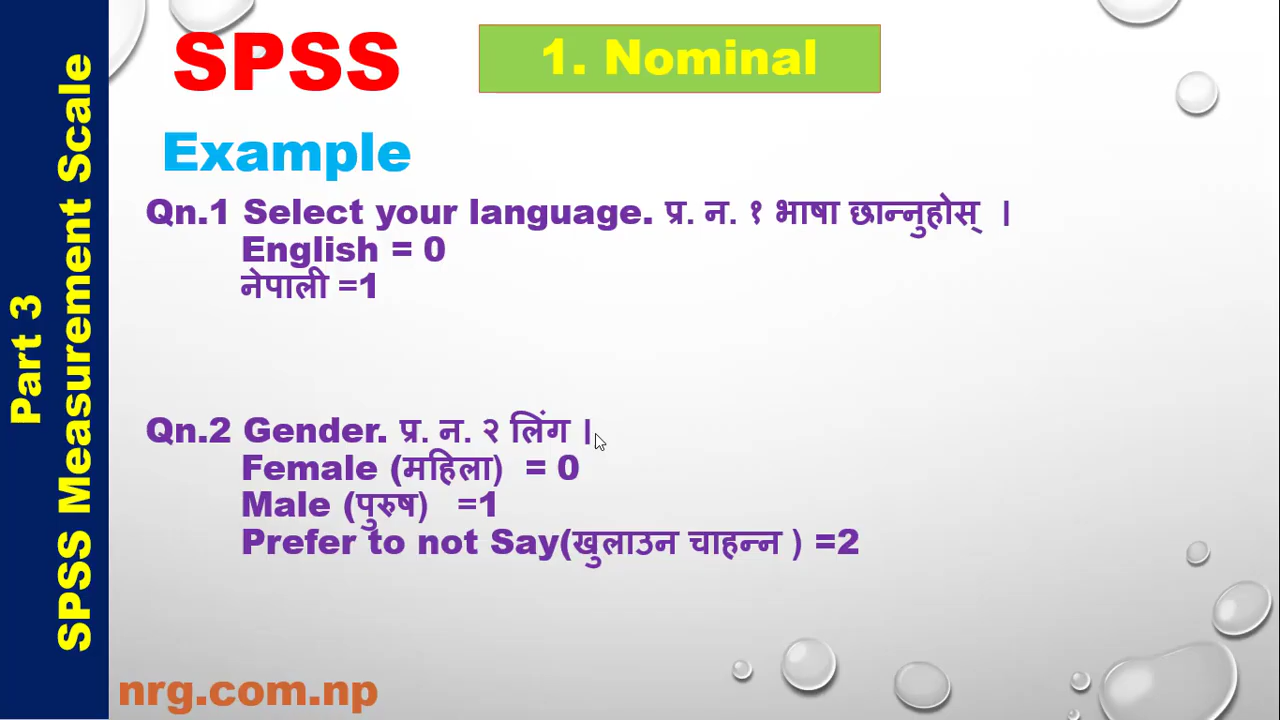 Part 3
SPSS Measurement Scale
SPSS
1. Nominal
Example
Qn.1 Select your language. प्र. न. १ भाषा छान्नुहोस् ।
English = 0
नेपाली =1
Qn.2 Gender. प्र. न. २ लिंग ।
Female (महिला) = 0
Male (पुरुष) =1
Prefer to not Say(खुलाउन चाहन्न ) =2
nrg.com.np